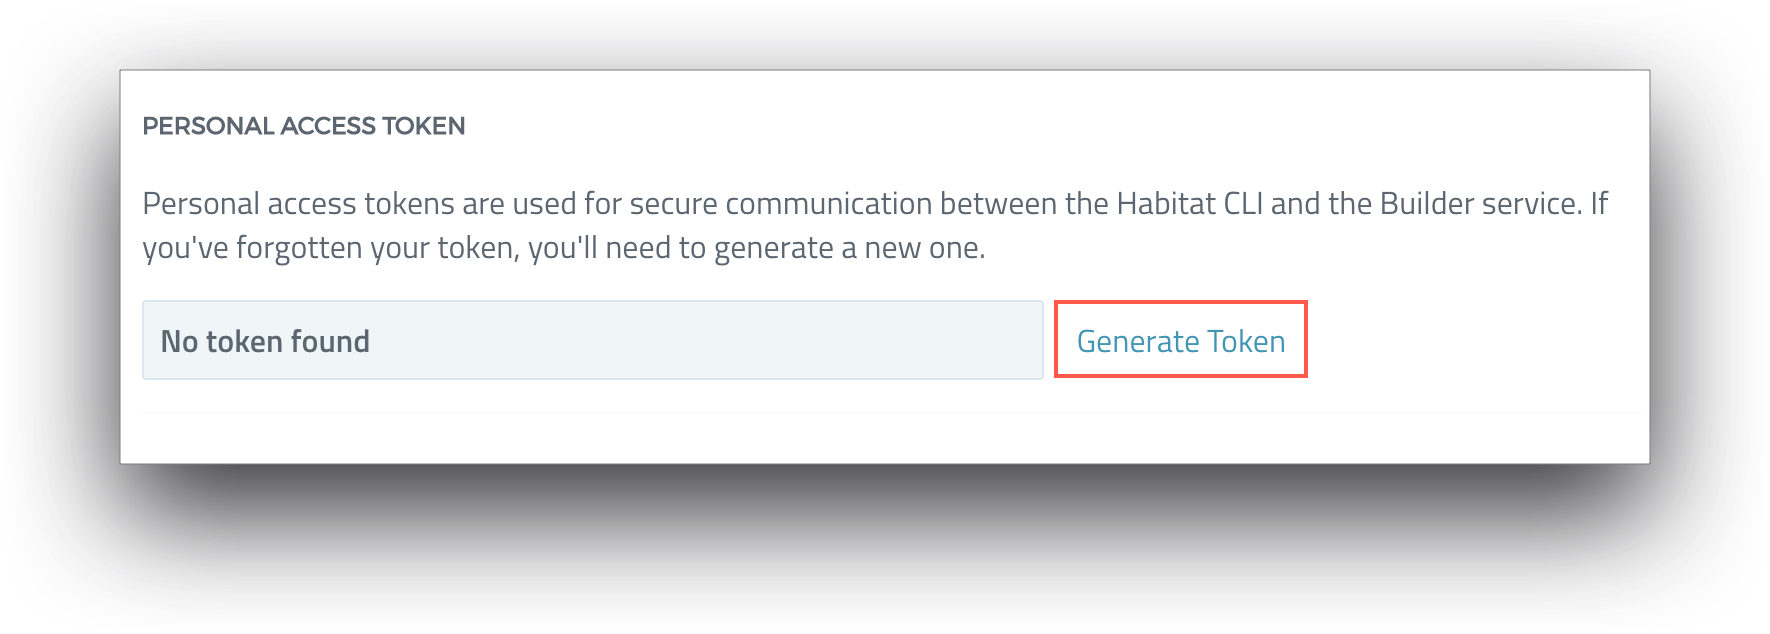 PERSONAL ACCESS TOKEN
Personal access tokens are used for secure communication between the Habitat CLI and the Builder service. If
you've forgotten your token, you'll need to generate a new one.
No token found
Generate Token